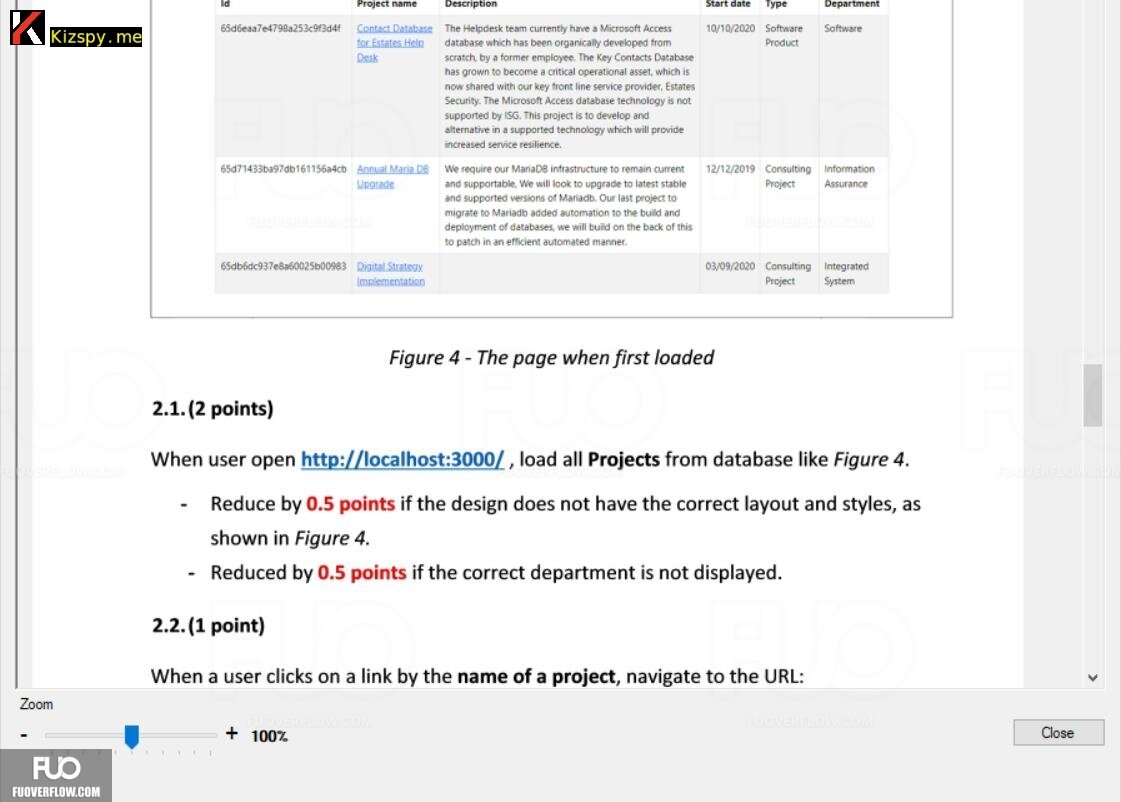 Kizspy.me
Id Project name Description Start date Type Department
65d6eaa7e4798a253c9f3d4f Contact Database The Helpdesk team currently have a Microsoft Access 10/10/2020 Software Software
for Estates Help database which has been organically developed from Product
Desk scratch, by a former employee. The Key Contacts Database
has grown to become a critical operational asset, which is
now shared with our key front line service provider, Estates
Security. The Microsoft Access database technology is not
supported by ISG. This project is to develop and
alternative in a supported technology which will provide
increased service resilience.
65d71433ba97db161156a4cb Annual Maria DB We require our MariaDB infrastructure to remain current 12/12/2019 Consulting Information
Upgrade and supportable, We will look to upgrade to latest stable Project Assurance
and supported versions of Mariadb. Our last project to
migrate to Mariadb added automation to the build and
deployment of databases, we will build on the back of this
to patch in an efficient automated manner.
65db6dc937e8a60025b00983 Digital Strategy 03/09/2020 Consulting Integrated
Implementation Project System
Figure 4 - The page when first loaded
2.1. (2 points)
When user open http://localhost:3000/ , load all Projects from database like Figure 4.
- Reduce by 0.5 points if the design does not have the correct layout and styles, as
shown in Figure 4.
- Reduced by 0.5 points if the correct department is not displayed.
2.2. (1 point)
When a user clicks on a link by the name of a project, navigate to the URL:
Zoom
- + 100%
Close
FUO
FUOVERFLOW.COM